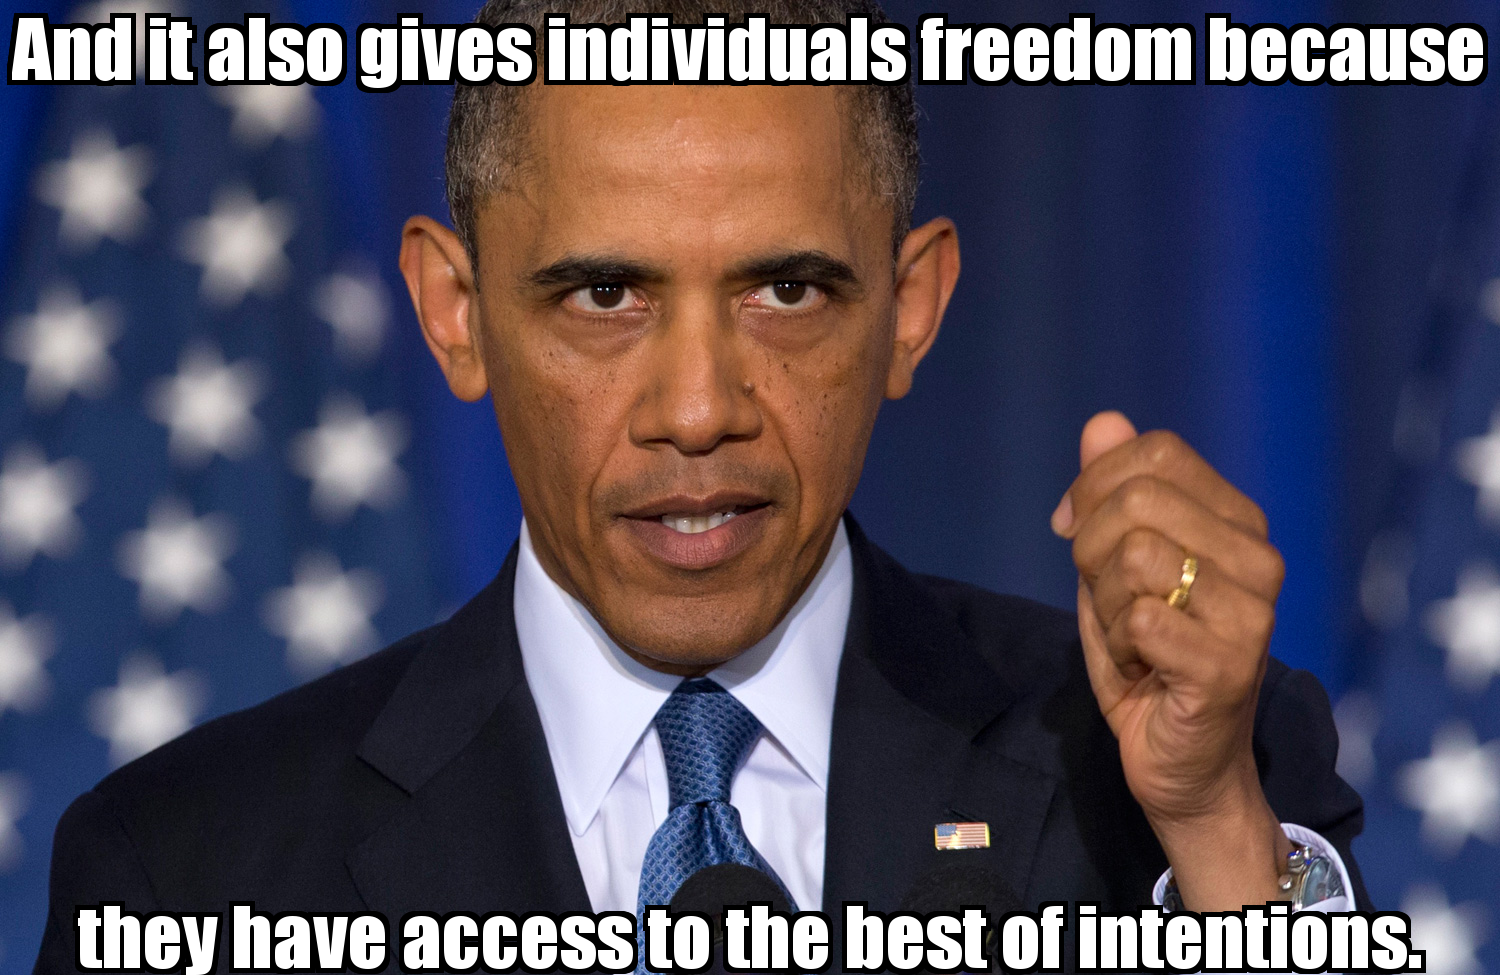 And it also gives individuals freedom because
they have access to the best of intentions.